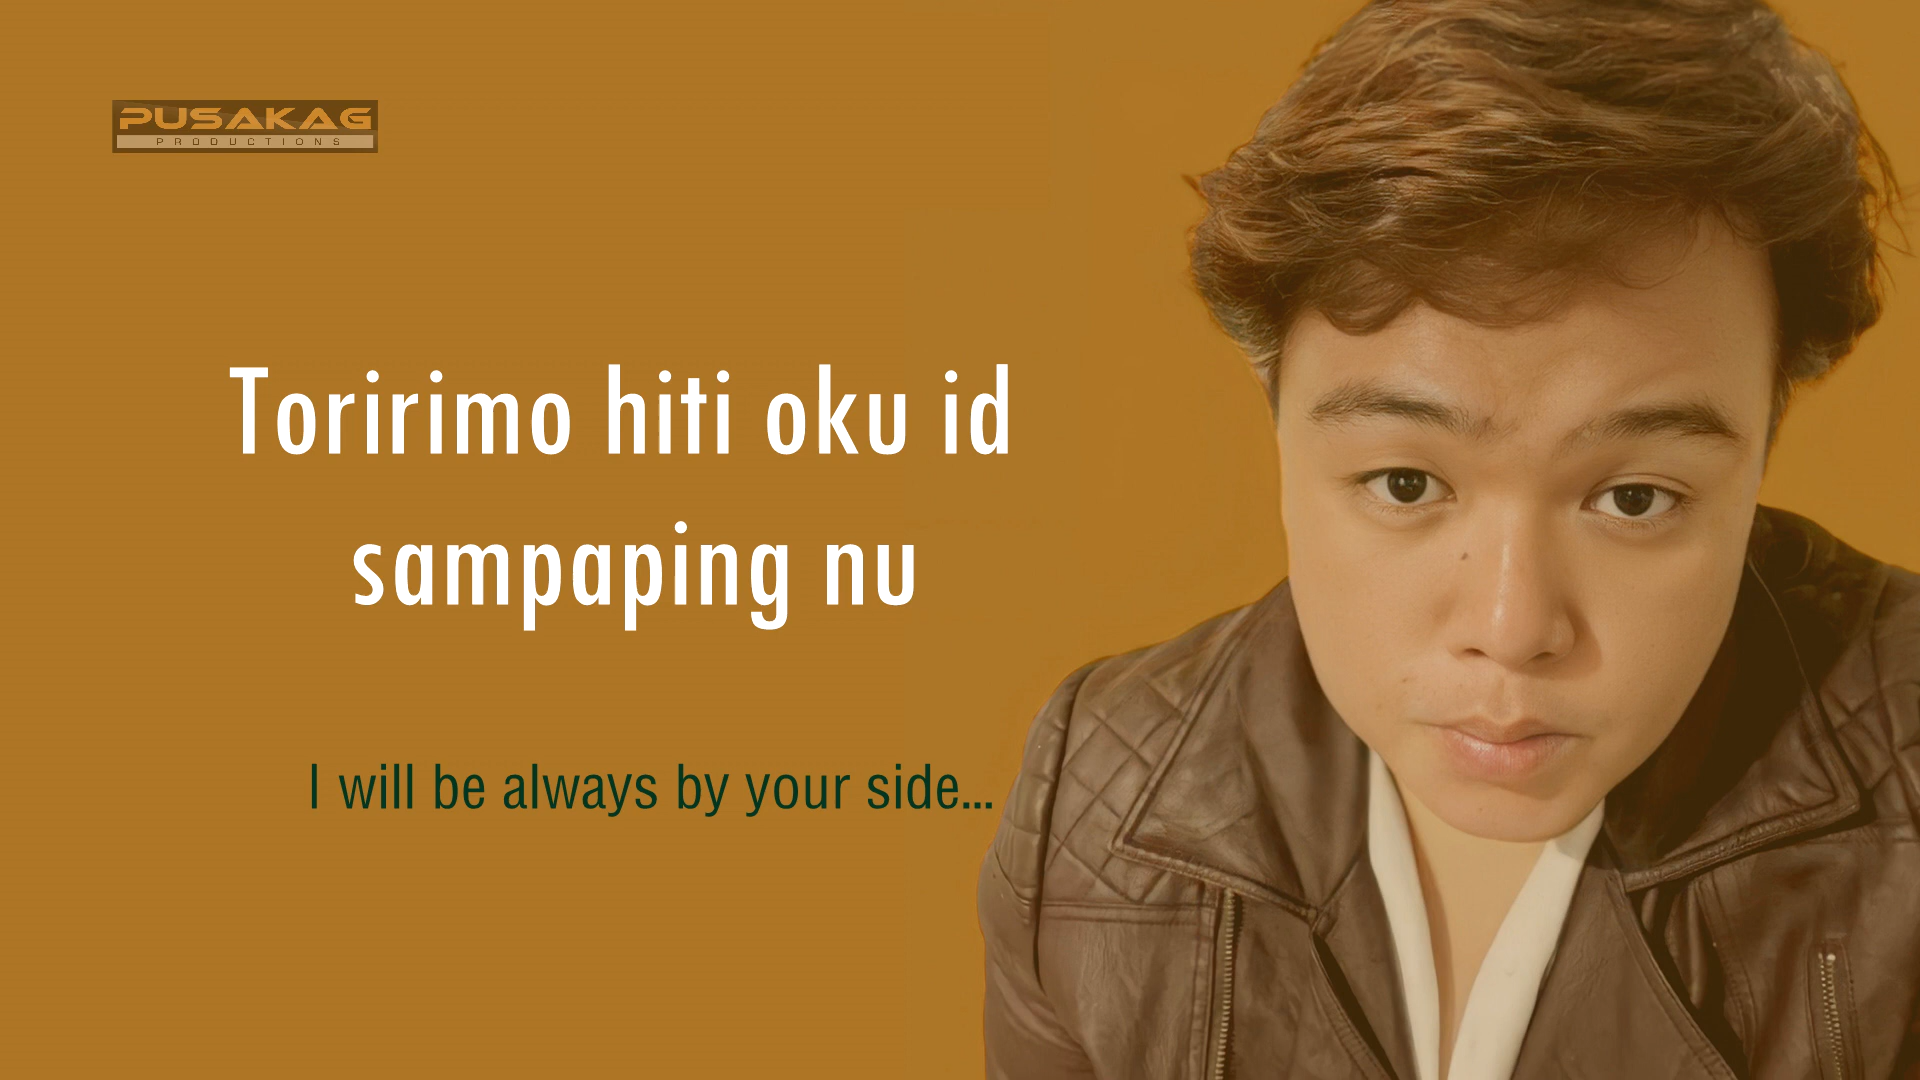 PUSAKAG
PRODUCTIONS
Toririmo hiti oku id
sampaping nu
I will be always by your side...